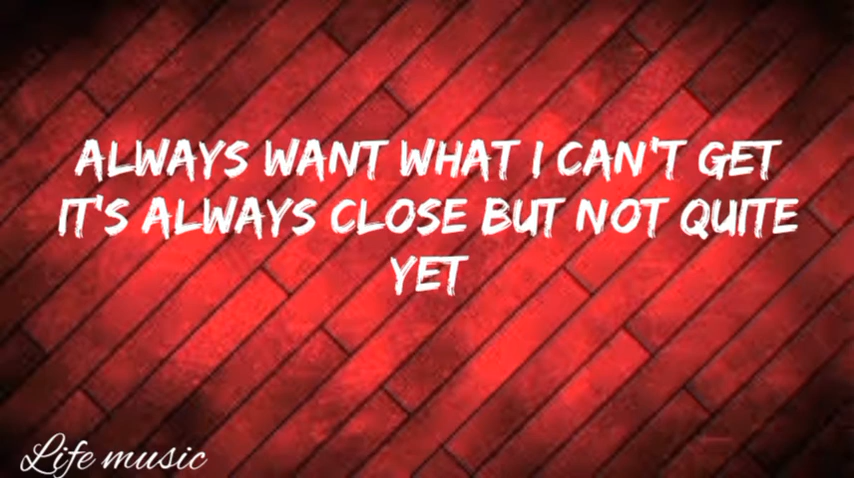 ALWAYS WANT WHAT I CAN'T GET
IT'S ALWAYS CLOSE BUT NOT QUITE
YET
Life music